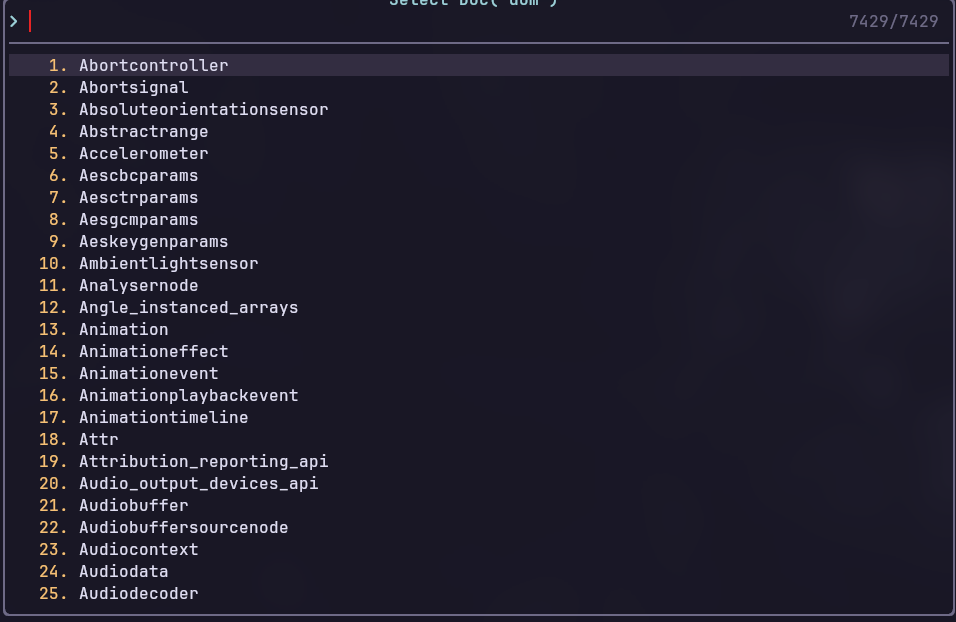 Select Doc("dom")
> 7429/7429
1. Abortcontroller
2. Abortsignal
3. Absoluteorientationsensor
4. Abstractrange
5. Accelerometer
6. Aescbcparams
7. Aesctrparams
8. Aesgcmparams
9. Aeskeygenparams
10. Ambientlightsensor
11. Analysernode
12. Angle_instanced_arrays
13. Animation
14. Animationeffect
15. Animationevent
16. Animationplaybackevent
17. Animationtimeline
18. Attr
19. Attribution_reporting_api
20. Audio_output_devices_api
21. Audiobuffer
22. Audiobuffersourcenode
23. Audiocontext
24. Audiodata
25. Audiodecoder